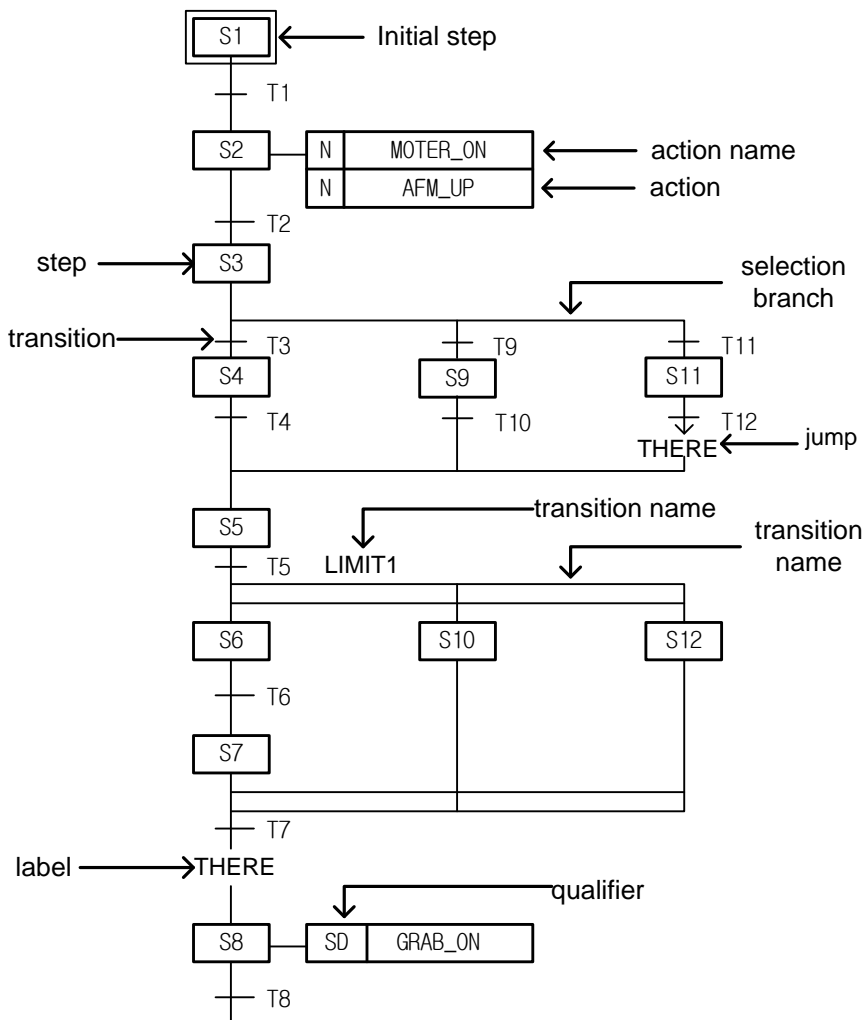 S1
Initial step
T1
S2
N
MOTER_ON
action name
N
AFM_UP
action
T2
step
S3
selection
branch
transition
T3
T9
T11
S4
S9
S11
T4
T10
T12
THERE
jump
S5
transition name
T5
LIMIT1
transition
name
S6
S10
S12
T6
S7
T7
label
THERE
qualifier
S8
SD
GRAB_ON
T8